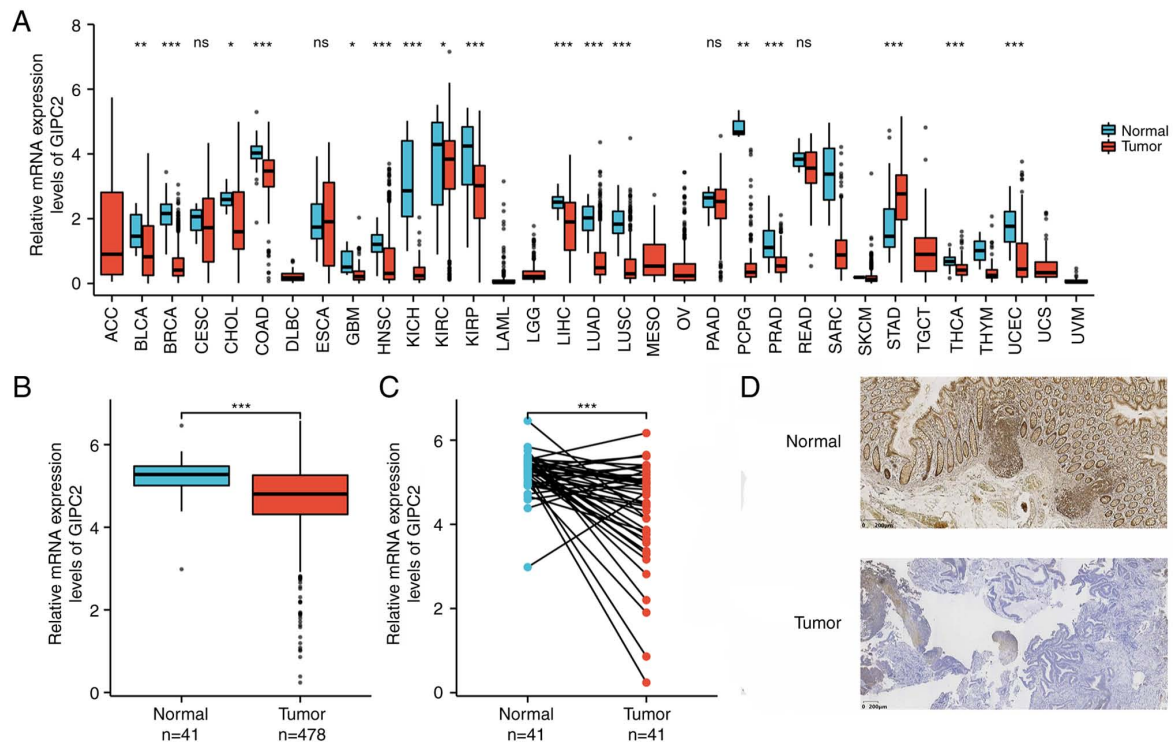 A
Relative mRNA expression
levels of GIPC2
8
6
4
2
0
** *** ns * *** ns * *** *** * *** *** *** *** ns ** *** ns *** *** ***
Normal
Tumor
ACC BLCA BRCA CESC CHOL COAD DLBC ESCA GBM HNSC KICH KIRC KIRP LAML LGG LIHC LUAD LUSC MESO OV PAAD PCPG PRAD READ SARC SKCM STAD TGCT THCA THYM UCEC UCS UVM
B
Relative mRNA expression
levels of GIPC2
***
6
4
2
0
Normal Tumor
n=41 n=478
C
Relative mRNA expression
levels of GIPC2
***
6
4
2
0
Normal Tumor
n=41 n=41
D
Normal
0 200μm
Tumor
0 200μm